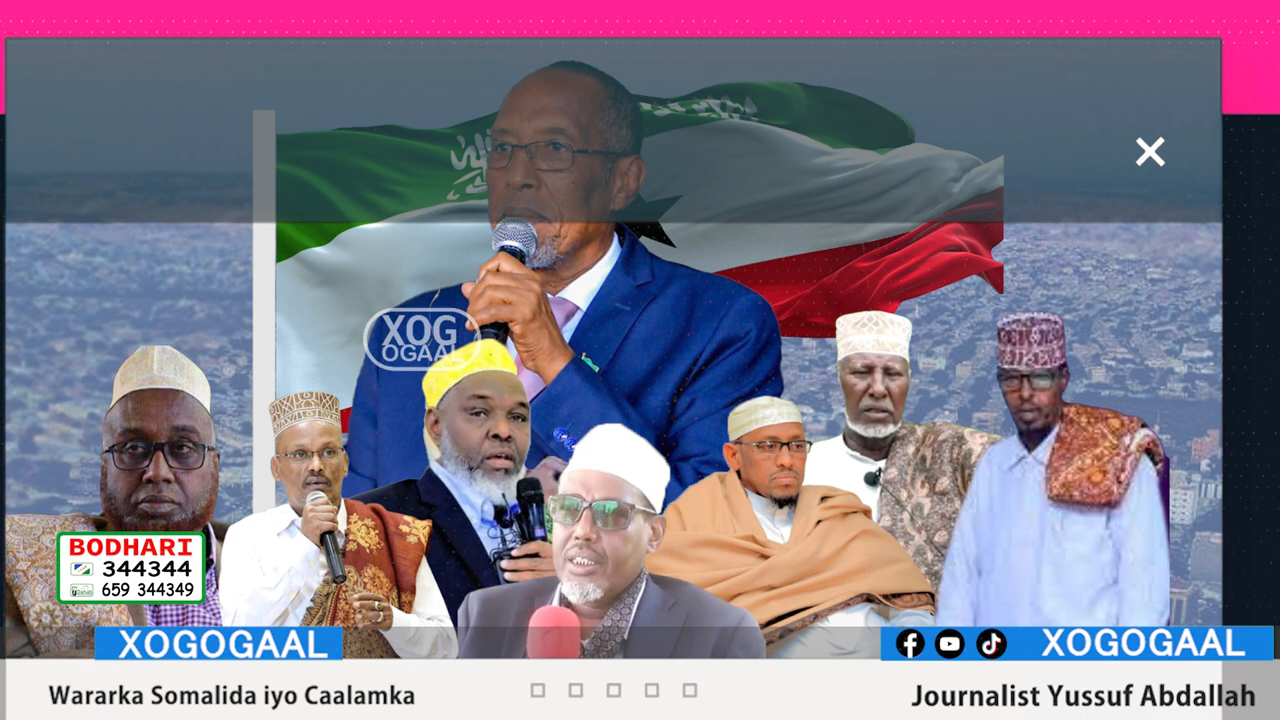 XOG
OGAAL
BODHARI
344344
659 344349
XOGOGAAL
XOGOGAAL
Wararka Somalida iyo Caalamka
Journalist Yussuf Abdallah